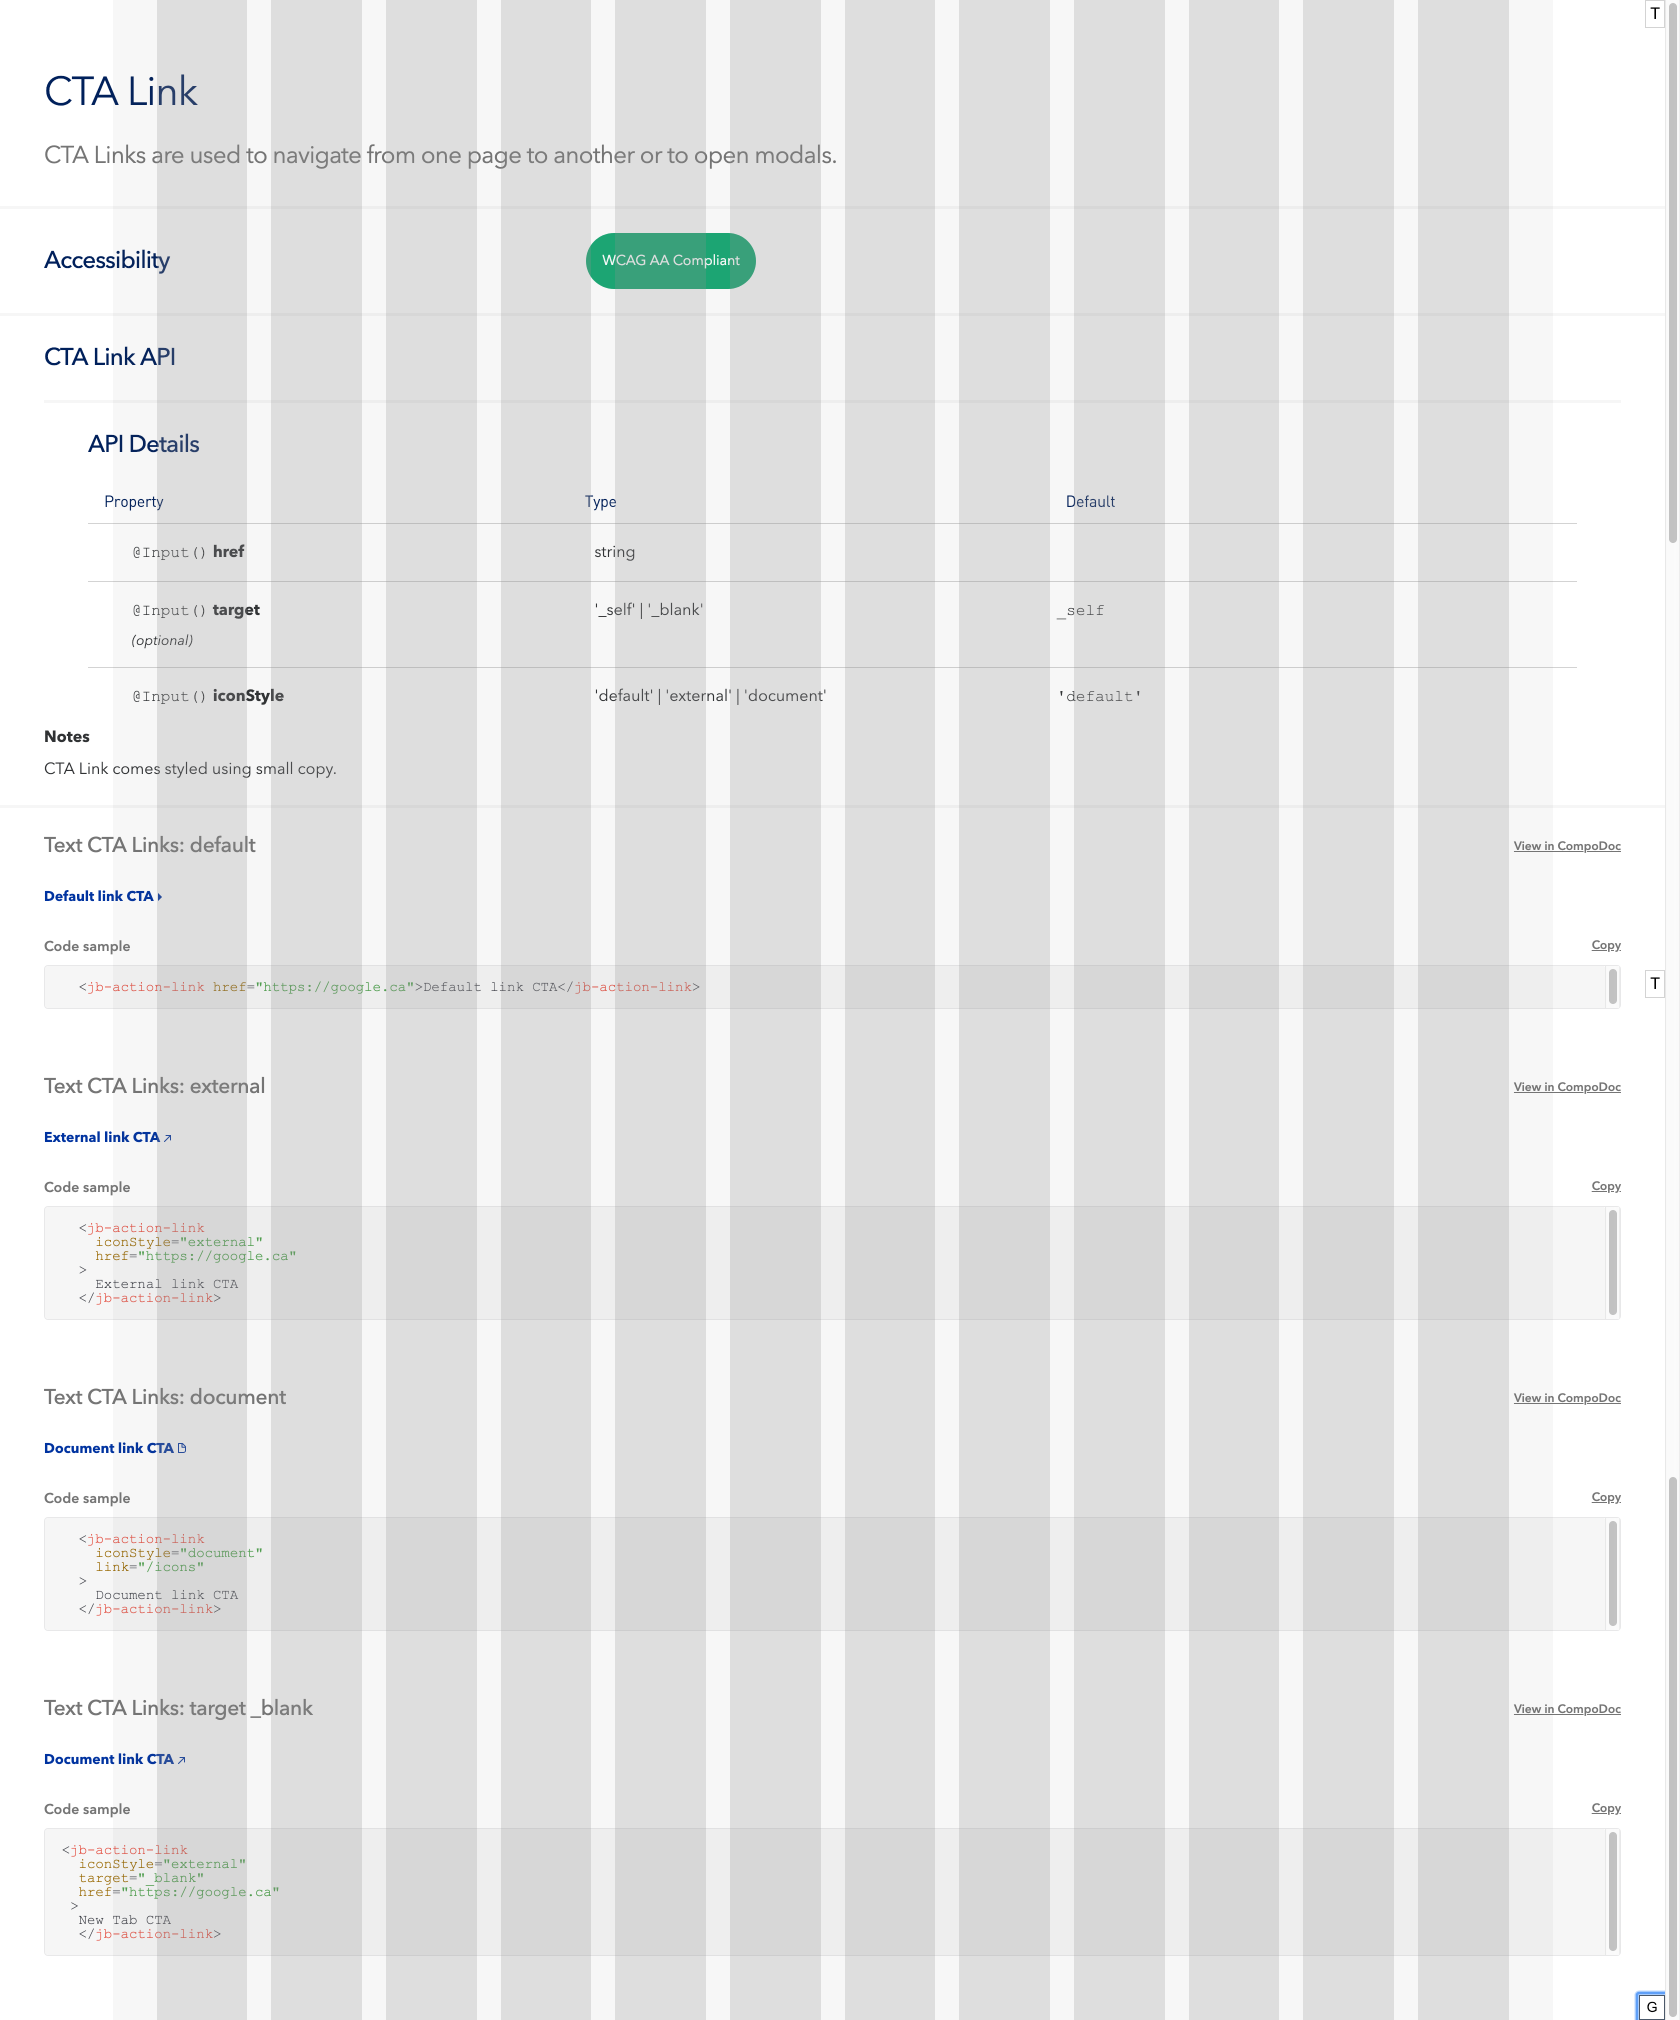 T
CTA Link
CTA Links are used to navigate from one page to another or to open modals.
Accessibility
WCAG AA Compliant
CTA Link API
API Details
Property Type Default
@Input() href string
@Input() target '_self' | '_blank' _self
(optional)
@Input() iconStyle 'default' | 'external' | 'document' 'default'
Notes
CTA Link comes styled using small copy.
Text CTA Links: default
View in CompoDoc
Default link CTA
Code sample
Copy
<jb-action-link href="https://google.ca">Default link CTA</jb-action-link>
T
Text CTA Links: external
View in CompoDoc
External link CTA
Code sample
Copy
<jb-action-link
iconStyle="external"
href="https://google.ca"
>
External link CTA
</jb-action-link>
Text CTA Links: document
View in CompoDoc
Document link CTA
Code sample
Copy
<jb-action-link
iconStyle="document"
link="/icons"
>
Document link CTA
</jb-action-link>
Text CTA Links: target _blank
View in CompoDoc
Document link CTA
Code sample
Copy
<jb-action-link
iconStyle="external"
target="_blank"
href="https://google.ca"
>
New Tab CTA
</jb-action-link>
G